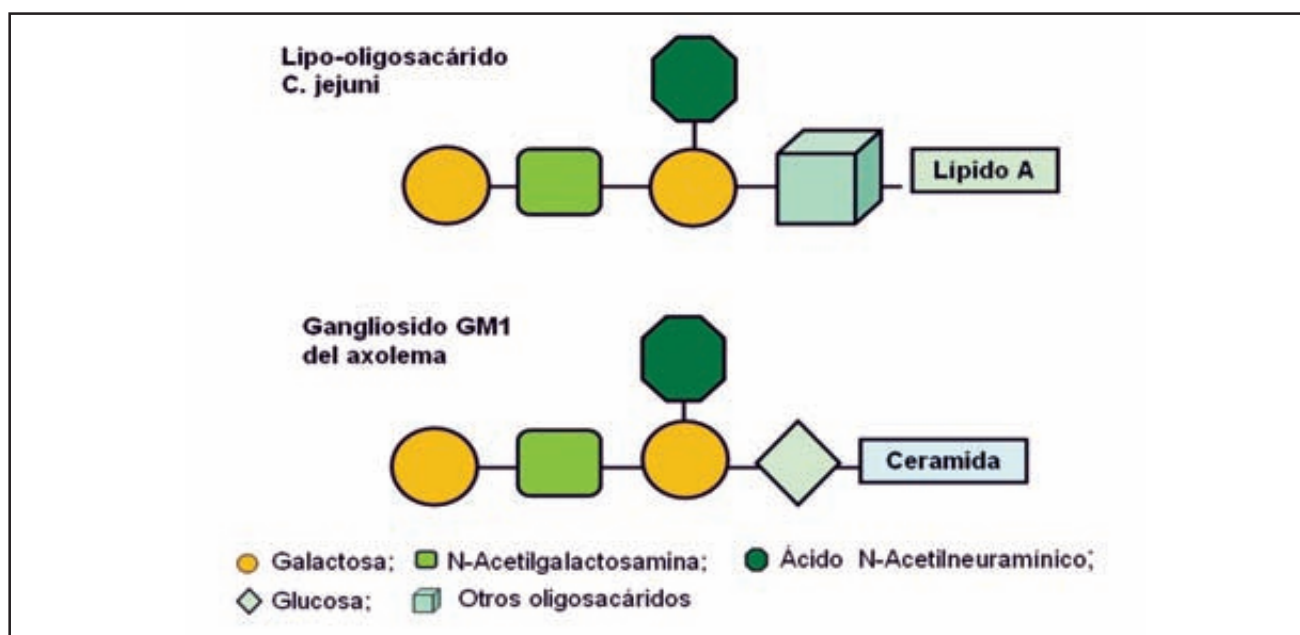 Lipo-oligosacárido
C. jejuni
Lípido A
Gangliosido GM1
del axolema
Ceramida
Galactosa; N-Acetilgalactosamina; Ácido N-Acetilneuramínico;
Glucosa; Otros oligosacáridos